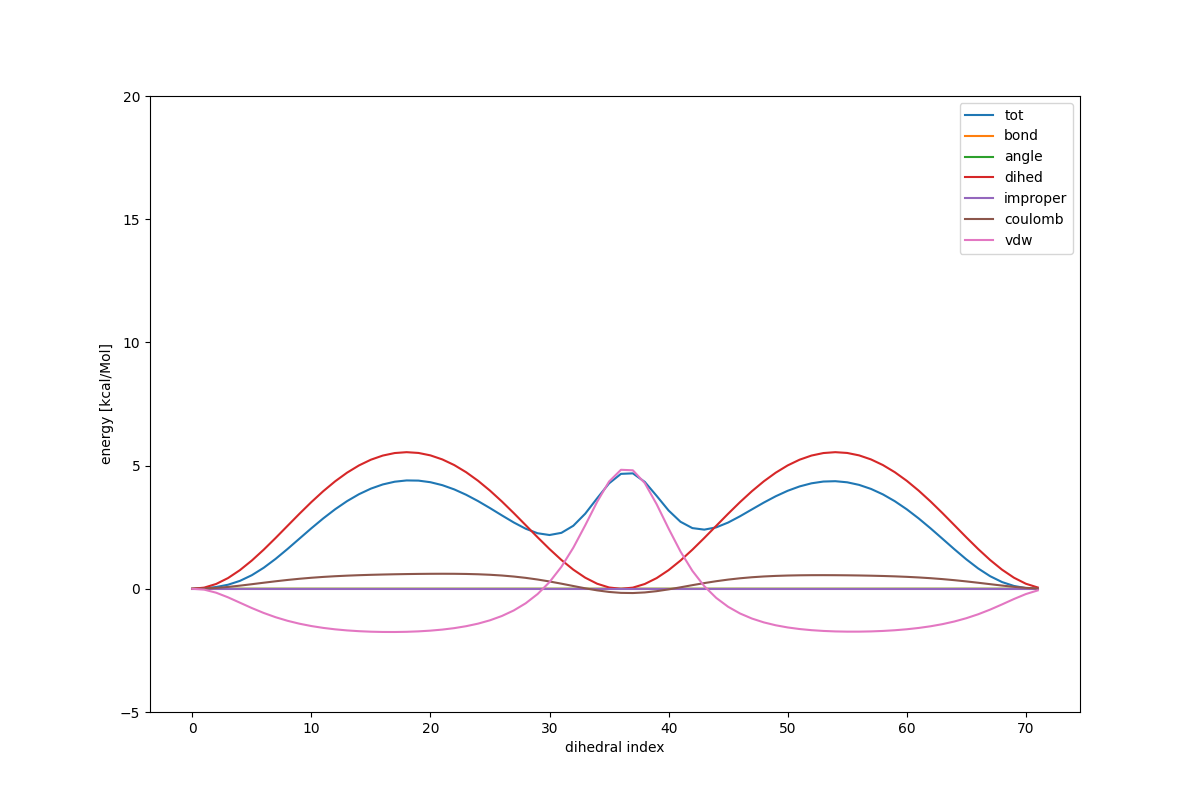 20
15
10
5
0
−5
energy [kcal/Mol]
tot
bond
angle
dihed
improper
coulomb
vdw
0 10 20 30 40 50 60 70
dihedral index